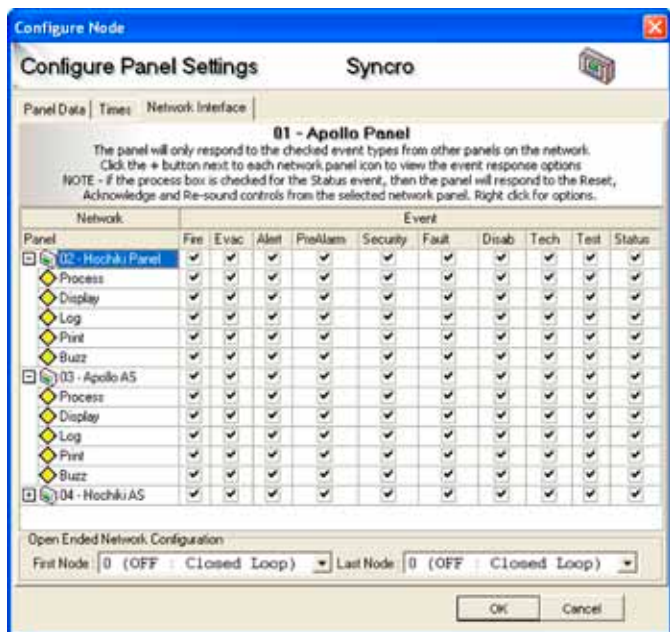 Configure Node
Configure Panel Settings Syncro
Panel Data Times Network Interface
01 - Apollo Panel
The panel will only respond to the checked event types from other panels on the network.
Click the + button next to each network panel icon to view the event response options
NOTE - if the process box is checked for the Status event, then the panel will respond to the Reset,
Acknowledge and Re-sound controls from the selected network panel. Right click for options.
Network Event
Panel Fire Evac Alert PreAlarm Security Fault Disab Tech Test Status
02 - Hochiki Panel
Process
Display
Log
Print
Buzz
03 - Apollo AS
Process
Display
Log
Print
Buzz
04 - Hochiki AS
Open Ended Network Configuration
First Node 0 (OFF : Closed Loop) Last Node 0 (OFF : Closed Loop)
OK Cancel